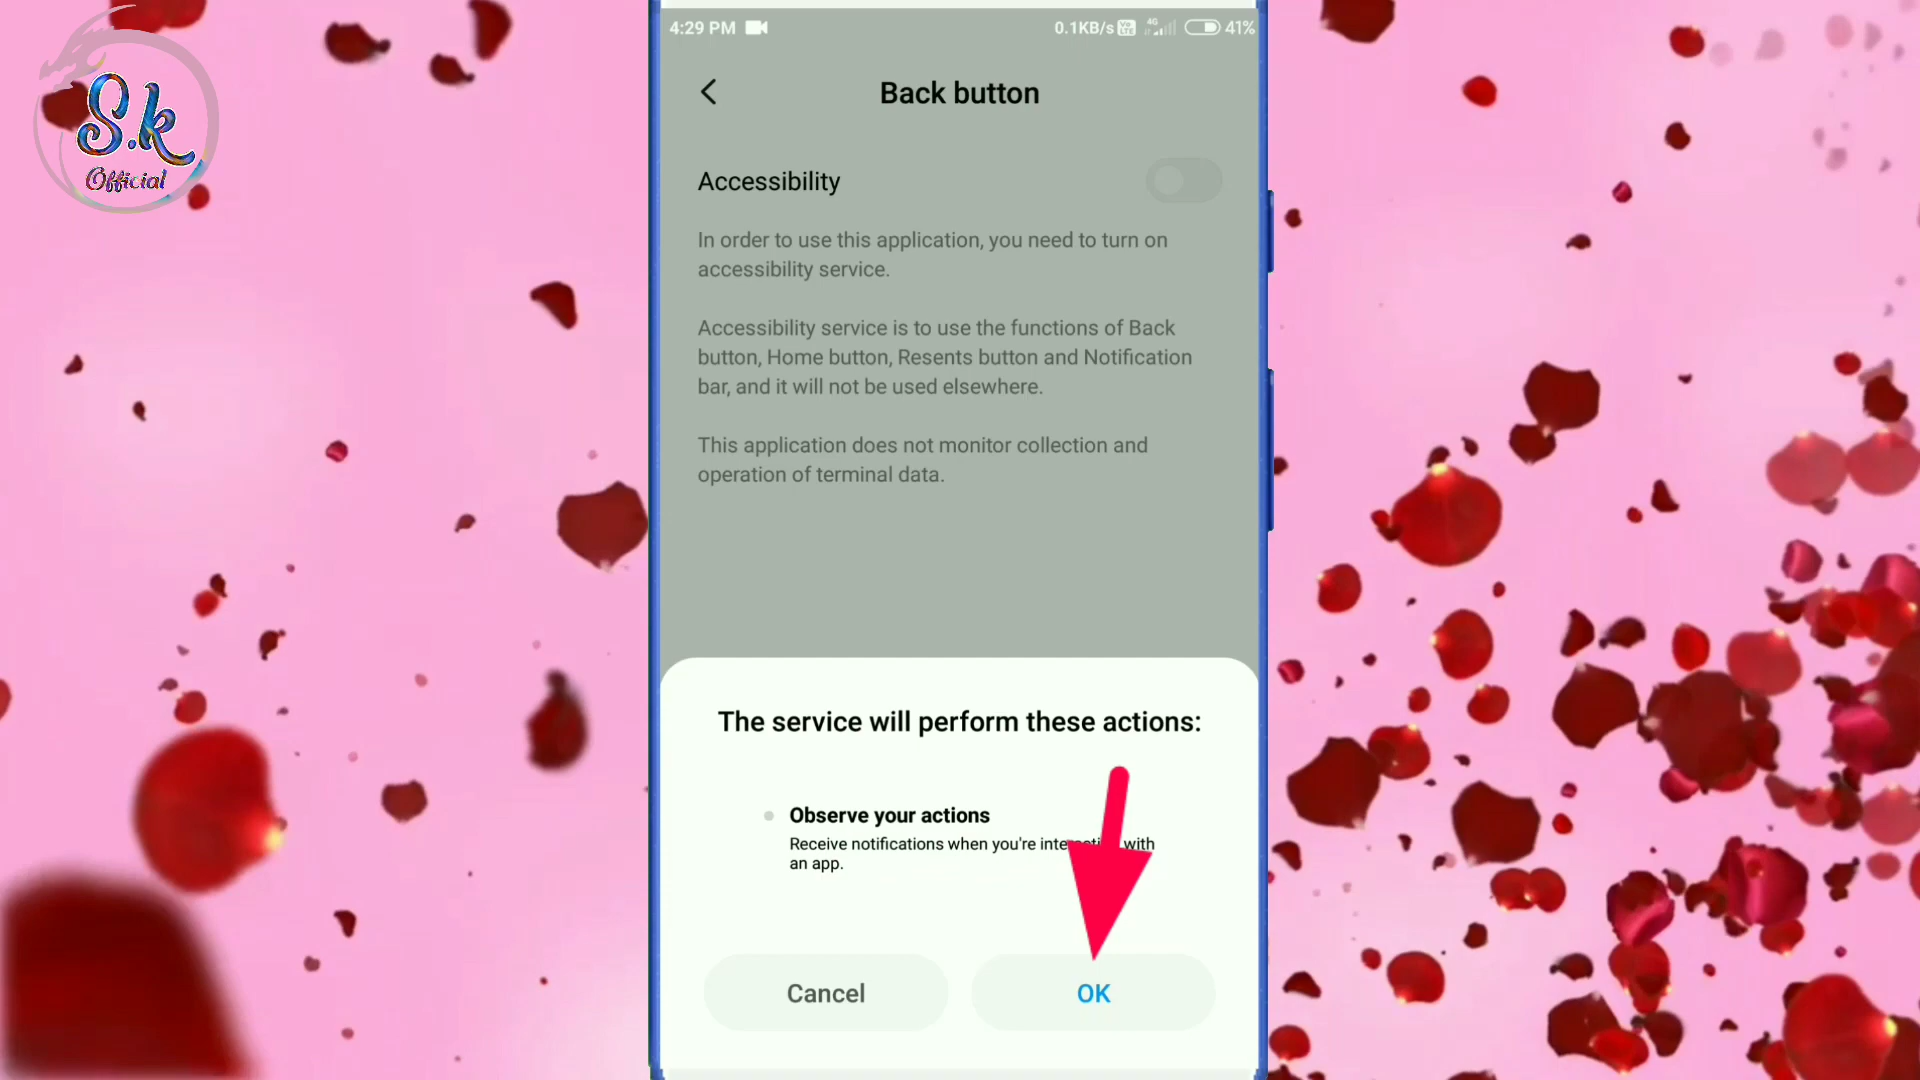 S.k
Official
4:29 PM
0.1KB/s Vo LTE 4G 41%
Back button
Accessibility
In order to use this application, you need to turn on
accessibility service.
Accessibility service is to use the functions of Back
button, Home button, Resents button and Notification
bar, and it will not be used elsewhere.
This application does not monitor collection and
operation of terminal data.
The service will perform these actions:
Observe your actions
Receive notifications when you're with
an app.
Cancel
OK